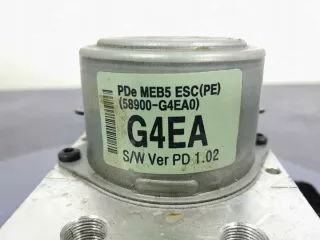 PDe MEB5 ESC(PE)
(58900-G4EA0)
G4EA
S/W Ver PD 1.02